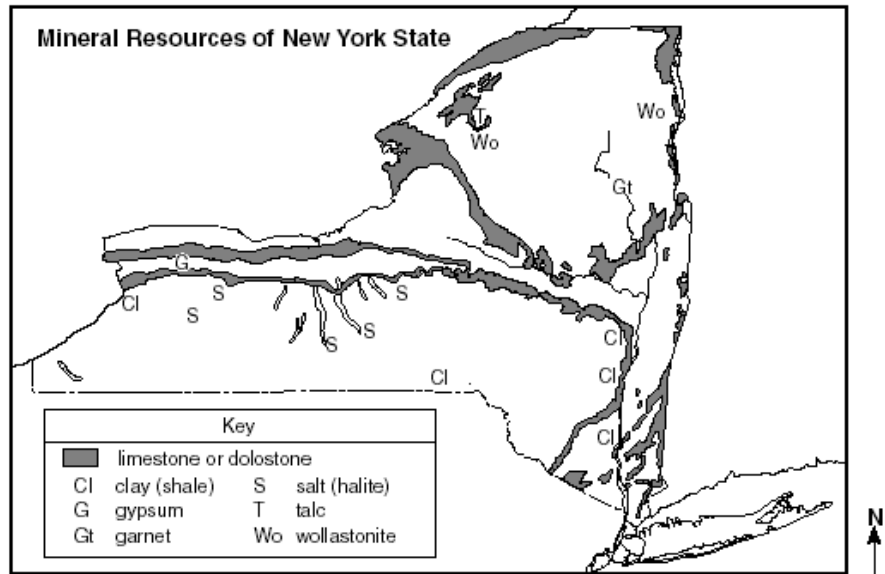 Mineral Resources of New York State
T
Wo
Wo
Gt
G
Cl
S
S
S
S
S
Cl
Cl
Cl
Cl
Key
limestone or dolostone
Cl clay (shale) S salt (halite)
G gypsum T talc
Gt garnet Wo wollastonite
N